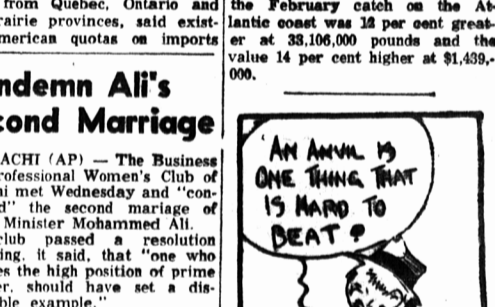 from Quebec, Ontario and
rairie provinces, said exist-
merican quotas on imports
ndemn Ali's
cond Marriage
ACHI (AP) — The Business
rofessional Women's Club of
hi met Wednesday and "con-
d" the second mariage of
Minister Mohammed Ali.
club passed a resolution
ing, it said, that "one who
es the high position of prime
er, should have set a dis-
ble example."
the February catch on the At-
lantic coast was 12 per cent great-
er at 33,106,000 pounds and the
value 14 per cent higher at $1,439,-
000.
AN ANVIL IS
ONE THING THAT
IS HARD TO
BEAT?